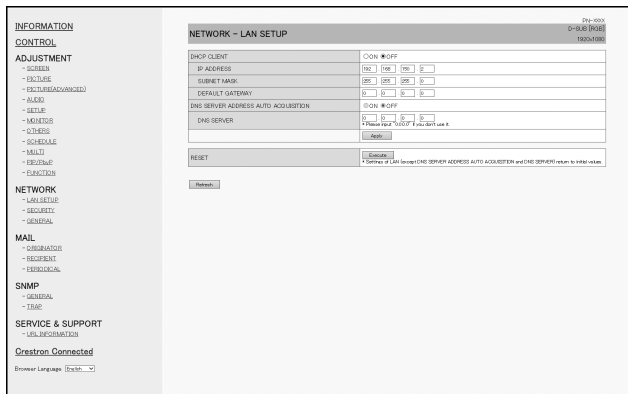 INFORMATION
CONTROL
ADJUSTMENT
- SCREEN
- PICTURE
- PICTURE(ADVANCED)
- AUDIO
- SETUP
- MONITOR
- OTHERS
- SCHEDULE
- MULTI
- PIP/PbyP
- FUNCTION
NETWORK
- LAN SETUP
- SECURITY
- GENERAL
MAIL
- ORIGINATOR
- RECIPIENT
- PERIODICAL
SNMP
- GENERAL
- TRAP
SERVICE & SUPPORT
- URL INFORMATION
Crestron Connected
Browser Language English
PN-XXX
NETWORK - LAN SETUP D-SUB [RGB]
1920x1080
DHCP CLIENT ON OFF
IP ADDRESS 192 . 168 . 150 . 2
SUBNET MASK 255 . 255 . 255 . 0
DEFAULT GATEWAY 0 . 0 . 0 . 0
DNS SERVER ADDRESS AUTO ACQUISITION ON OFF
DNS SERVER 0 . 0 . 0 . 0
* Please input "0.0.0.0" if you don't use it.
Apply
RESET Execute
* Settings of LAN (except DNS SERVER ADDRESS AUTO ACQUISITION and DNS SERVER) return to initial values.
Refresh